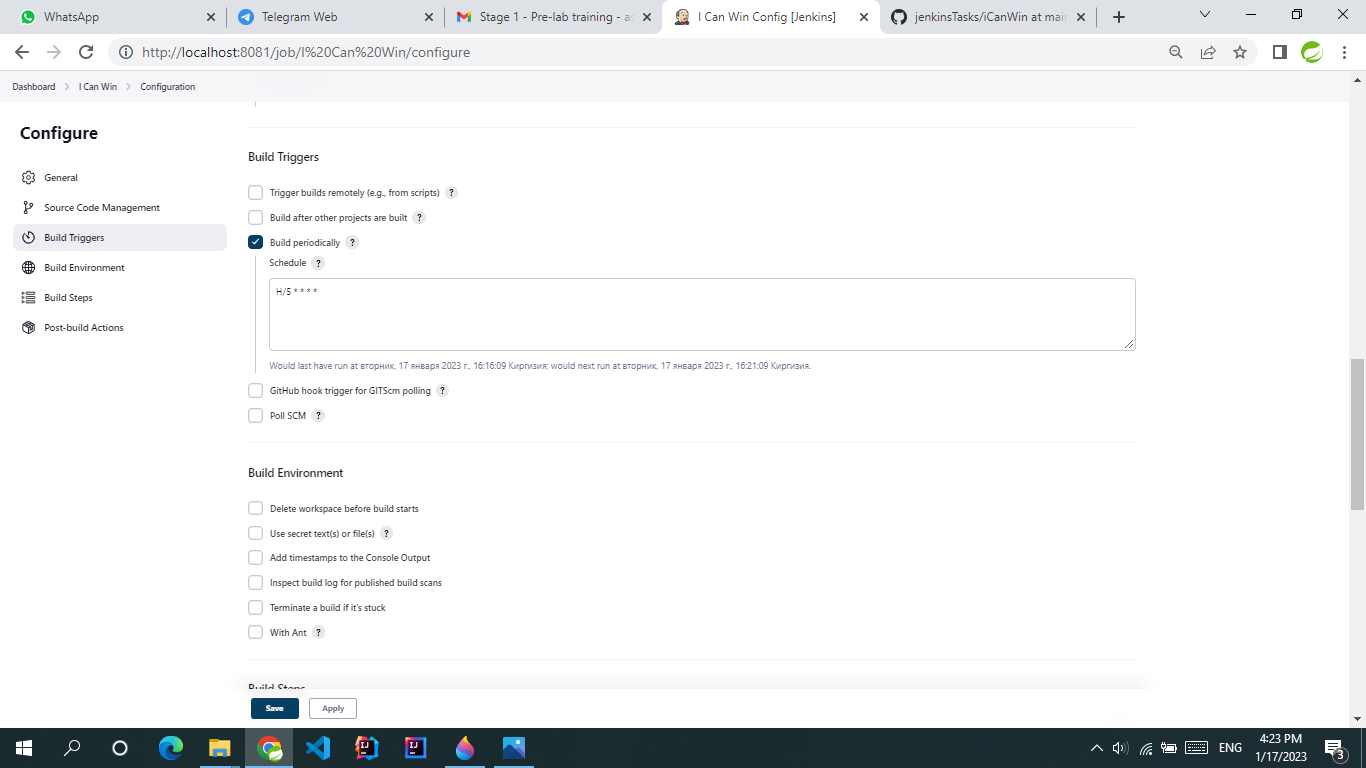 WhatsApp
Telegram Web
Stage 1 - Pre-lab training - as
I Can Win Config [Jenkins]
jenkinsTasks/iCanWin at mai
http://localhost:8081/job/I%20Can%20Win/configure
Dashboard
I Can Win
Configuration
Configure
General
Source Code Management
Build Triggers
Build Environment
Build Steps
Post-build Actions
Build Triggers
Trigger builds remotely (e.g., from scripts) ?
Build after other projects are built ?
Build periodically ?
Schedule ?
H/5 * * * *
Would last have run at вторник, 17 января 2023 г., 16:16:09 Киргизия; would next run at вторник, 17 января 2023 г., 16:21:09 Киргизия.
GitHub hook trigger for GITScm polling ?
Poll SCM ?
Build Environment
Delete workspace before build starts
Use secret text(s) or file(s) ?
Add timestamps to the Console Output
Inspect build log for published build scans
Terminate a build if it's stuck
With Ant ?
Build Steps
Save
Apply
ENG
4:23 PM
1/17/2023
3